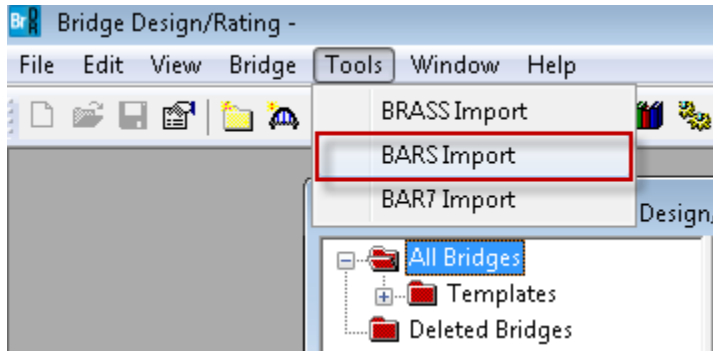 Br DR Bridge Design/Rating -
File Edit View Bridge Tools Window Help
BRASS Import
BARS Import
BAR7 Import
Design,
All Bridges
Templates
Deleted Bridges